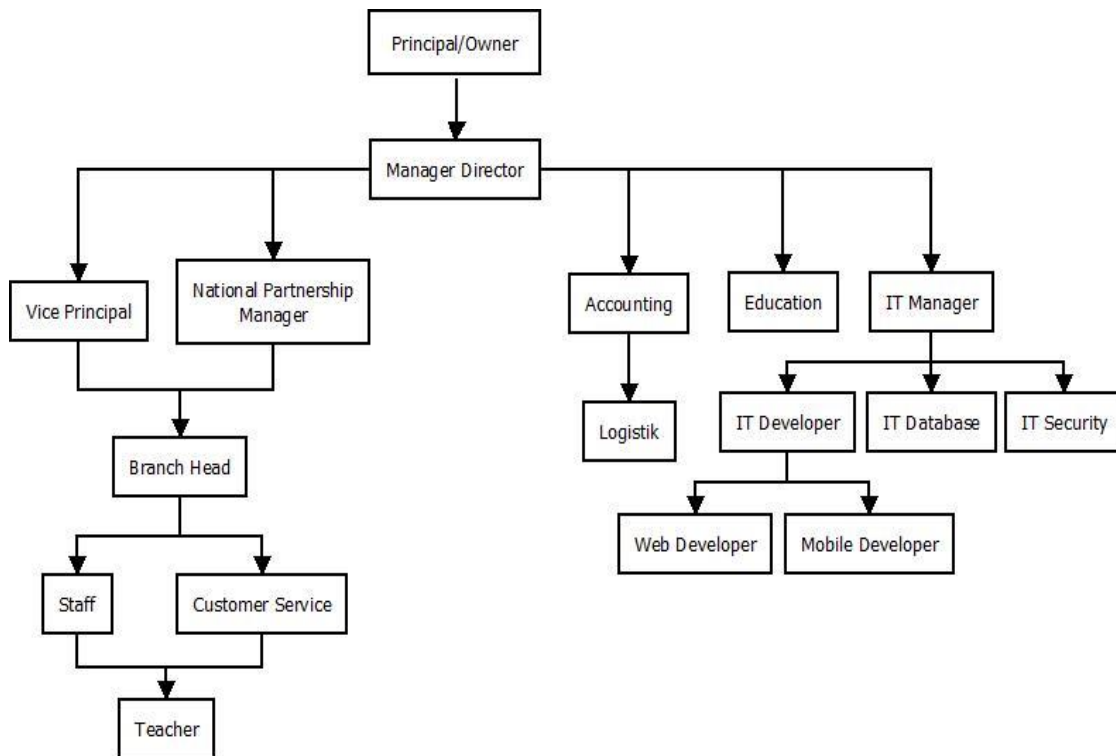 Principal/Owner
Manager Director
Vice Principal
National Partnership
Manager
Accounting
Education
IT Manager
Logistik
IT Developer
IT Database
IT Security
Branch Head
Web Developer
Mobile Developer
Staff
Customer Service
Teacher